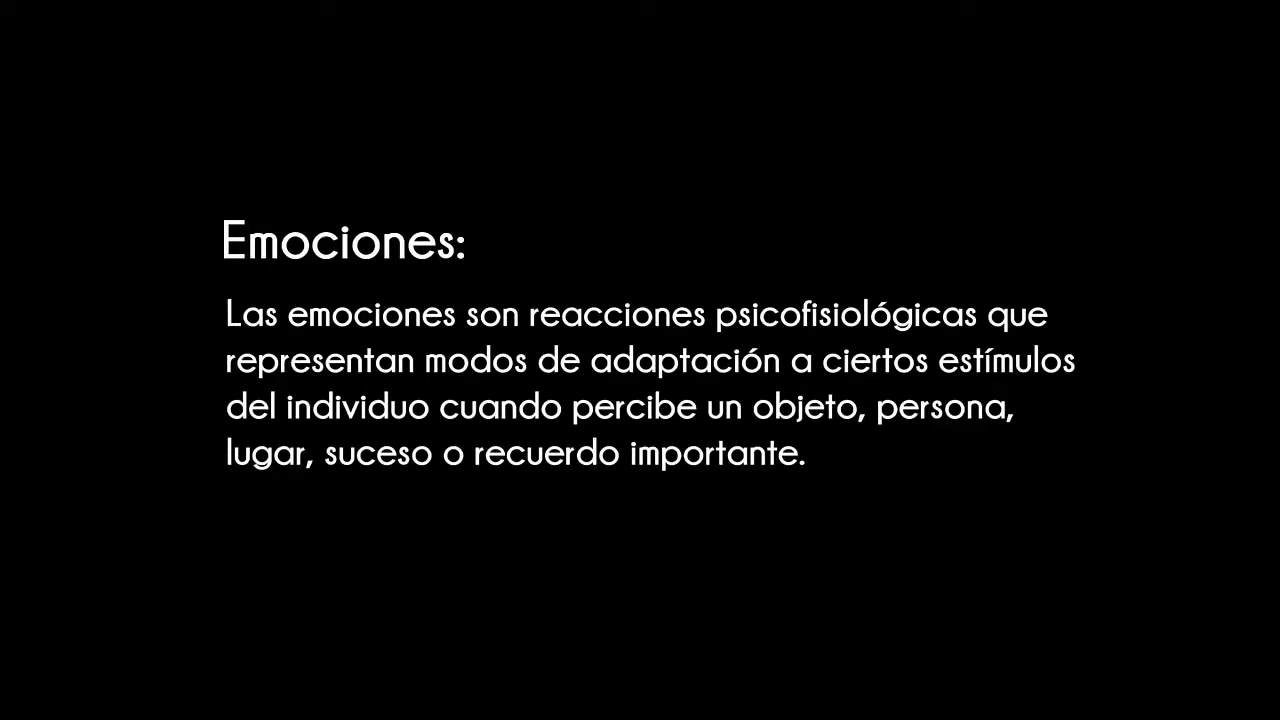 Emociones:
Las emociones son reacciones psicofisiológicas que
representan modos de adaptación a ciertos estímulos
del individuo cuando percibe un objeto, persona,
lugar, suceso o recuerdo importante.